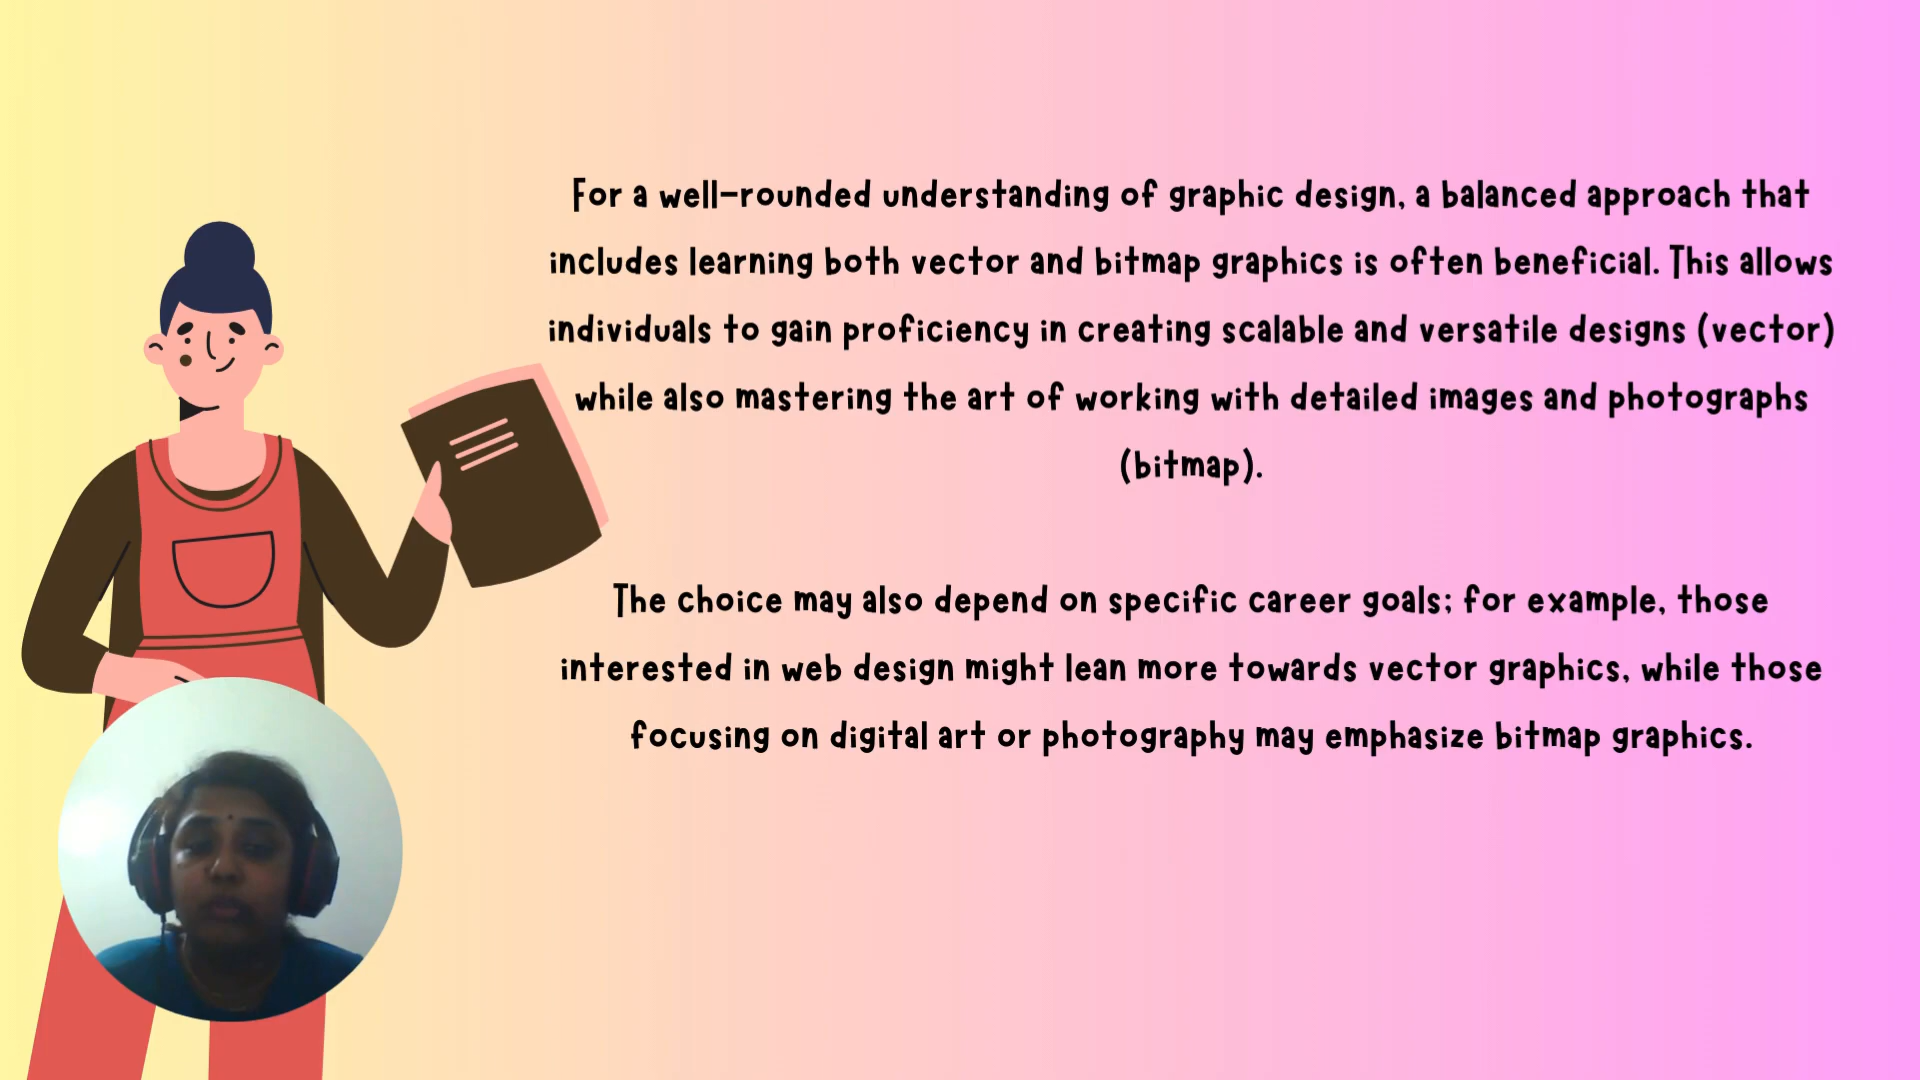 For a well-rounded understanding of graphic design, a balanced approach that
includes learning both vector and bitmap graphics is often beneficial. This allows
individuals to gain proficiency in creating scalable and versatile designs (vector)
while also mastering the art of working with detailed images and photographs
(bitmap).
The choice may also depend on specific career goals; for example, those
interested in web design might lean more towards vector graphics, while those
focusing on digital art or photography may emphasize bitmap graphics.